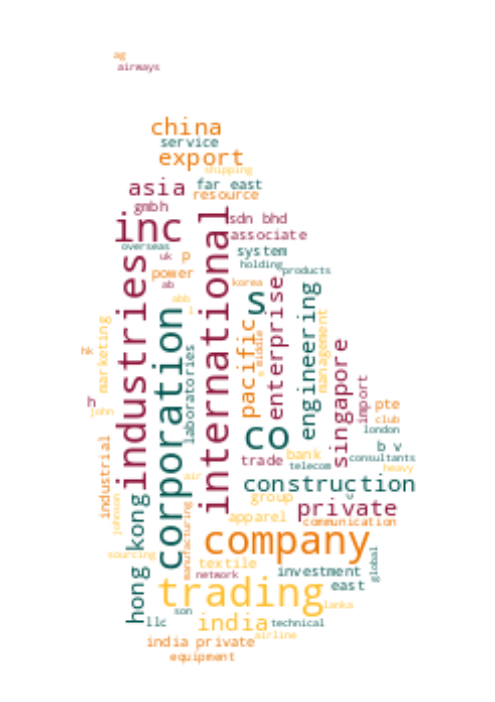 ag
airways
china
service
export
shipping
asia
far east
resource
gmbh
inc
sdn bhd
associate
overseas
system
uk
p
holding
products
power
ab
korea
abb
l
industries
corporation
international
s
pacific
middle
enterprise
engineering
management
singapore
import
marketing
hk
h
john
laboratories
co
pte
club
london
b v
consultants
heavy
trade
bank
telecom
industrial
johnson
air
construction
group
v
private
apparel
communication
manufacturing
hong kong
company
sourcing
textile
network
investment
east
global
trading
lanka
son
llc
india
technical
airline
india private
equipment